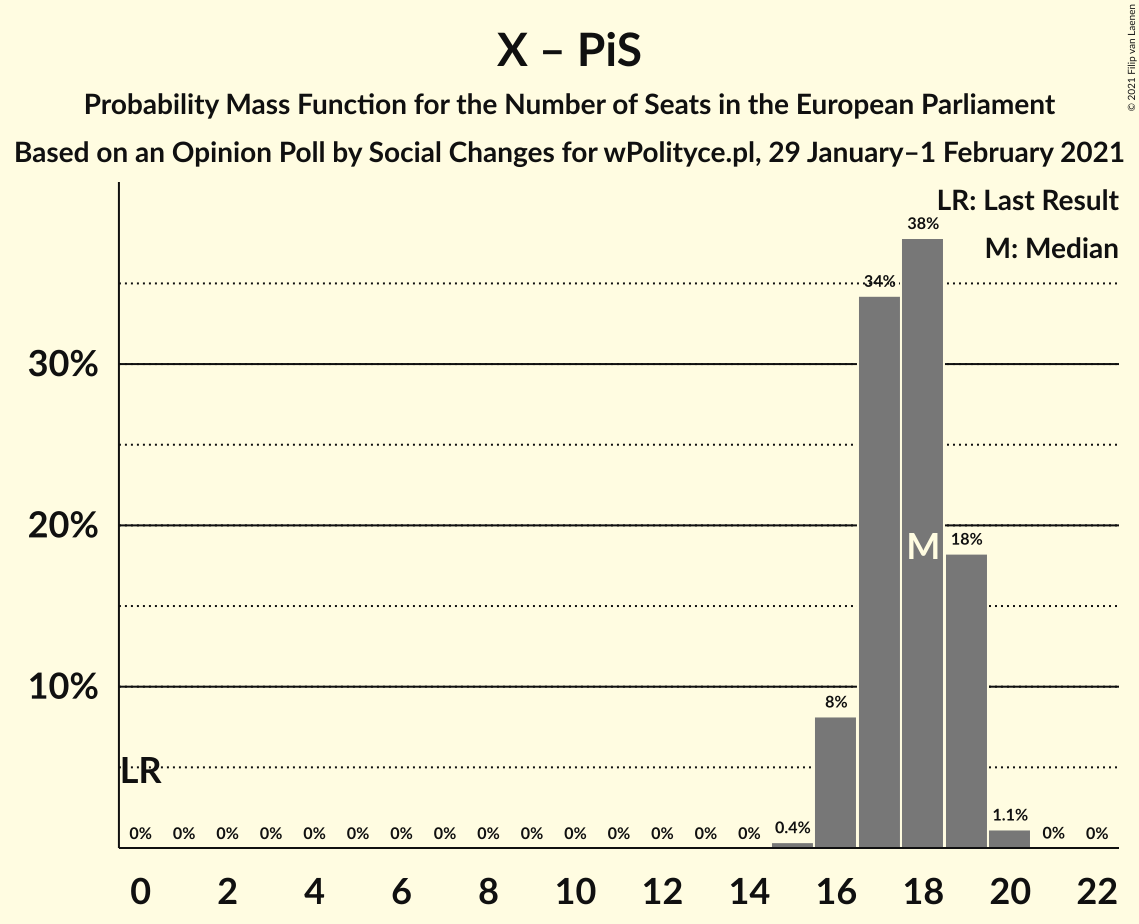 X – PiS
Probability Mass Function for the Number of Seats in the European Parliament
Based on an Opinion Poll by Social Changes for wPolityce.pl, 29 January–1 February 2021
© 2021 Filip van Laenen
LR: Last Result
M: Median
30%
20%
10%
LR
M
0% 0% 0% 0% 0% 0% 0% 0% 0% 0% 0% 0% 0% 0% 0% 0.4% 8% 34% 38% 18% 1.1% 0% 0%
0 2 4 6 8 10 12 14 16 18 20 22